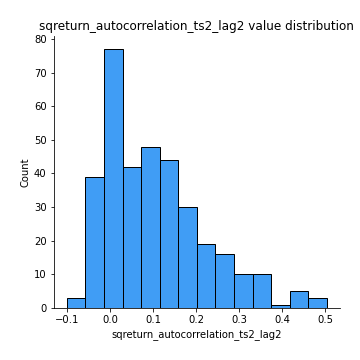 sqreturn_autocorrelation_ts2_lag2 value distribution
80
70
60
50
40
30
20
10
0
Count
−0.1 0.0 0.1 0.2 0.3 0.4 0.5
sqreturn_autocorrelation_ts2_lag2